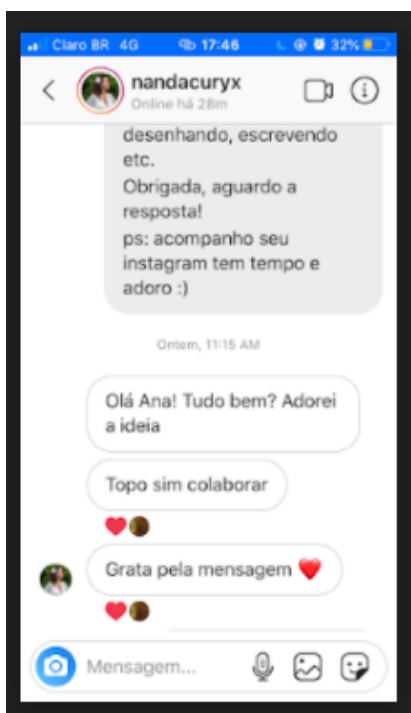 Claro BR 4G 17:46 32%
nandacuryx
Online há 28m
desenhando, escrevendo
etc.
Obrigada, aguardo a
resposta!
ps: acompanho seu
instagram tem tempo e
adoro :)
Ontem, 11:15 AM
Olá Ana! Tudo bem? Adorei
a ideia
Topo sim colaborar
Grata pela mensagem ❤️
Mensagem...